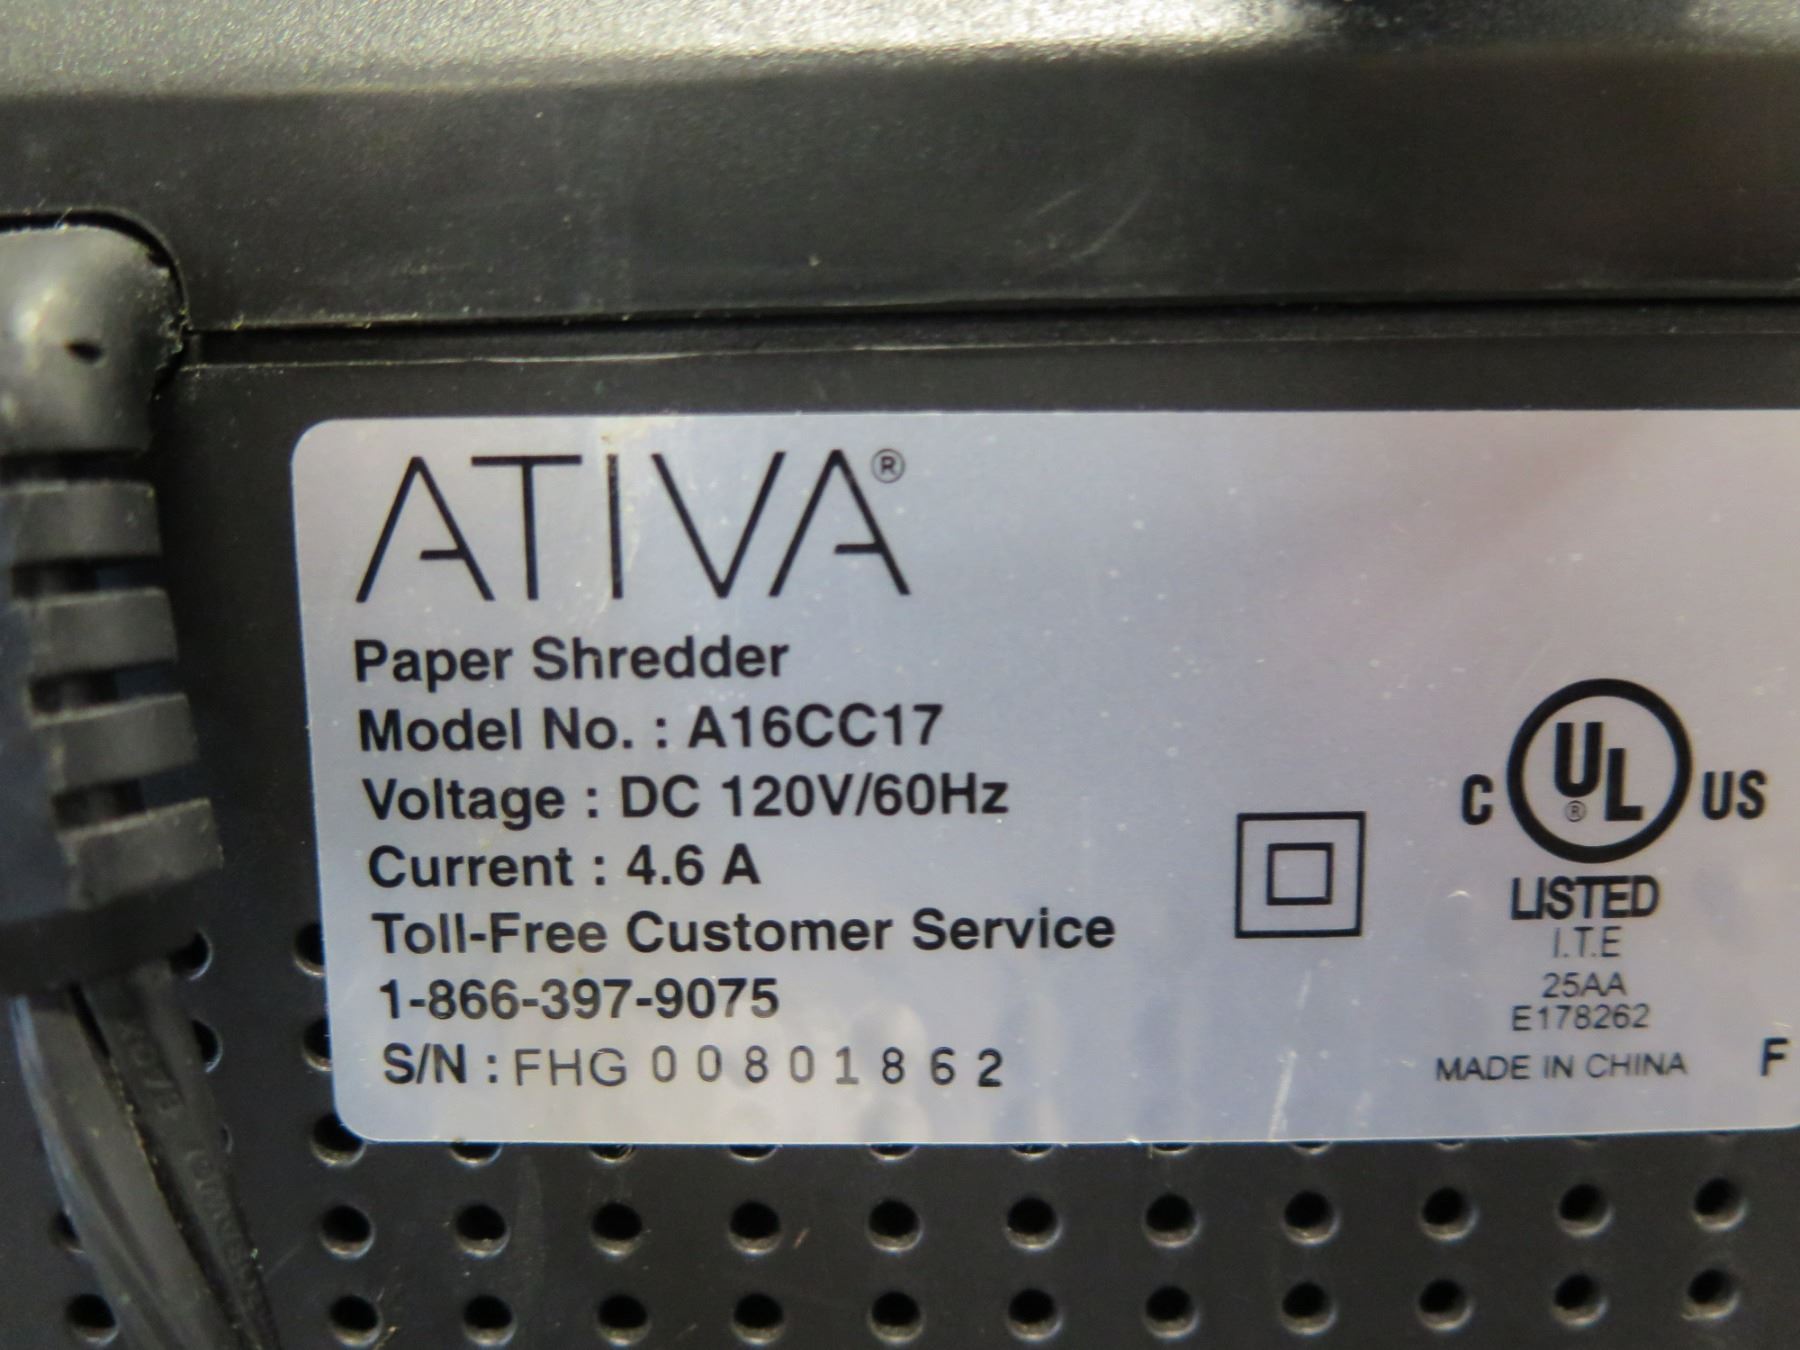 ATIVA®
Paper Shredder
Model No. : A16CC17
Voltage : DC 120V/60Hz
Current : 4.6 A
Toll-Free Customer Service
1-866-397-9075
S/N : FHG 00801862
C UL® US
LISTED
I.T.E
25AA
E178262
MADE IN CHINA
F